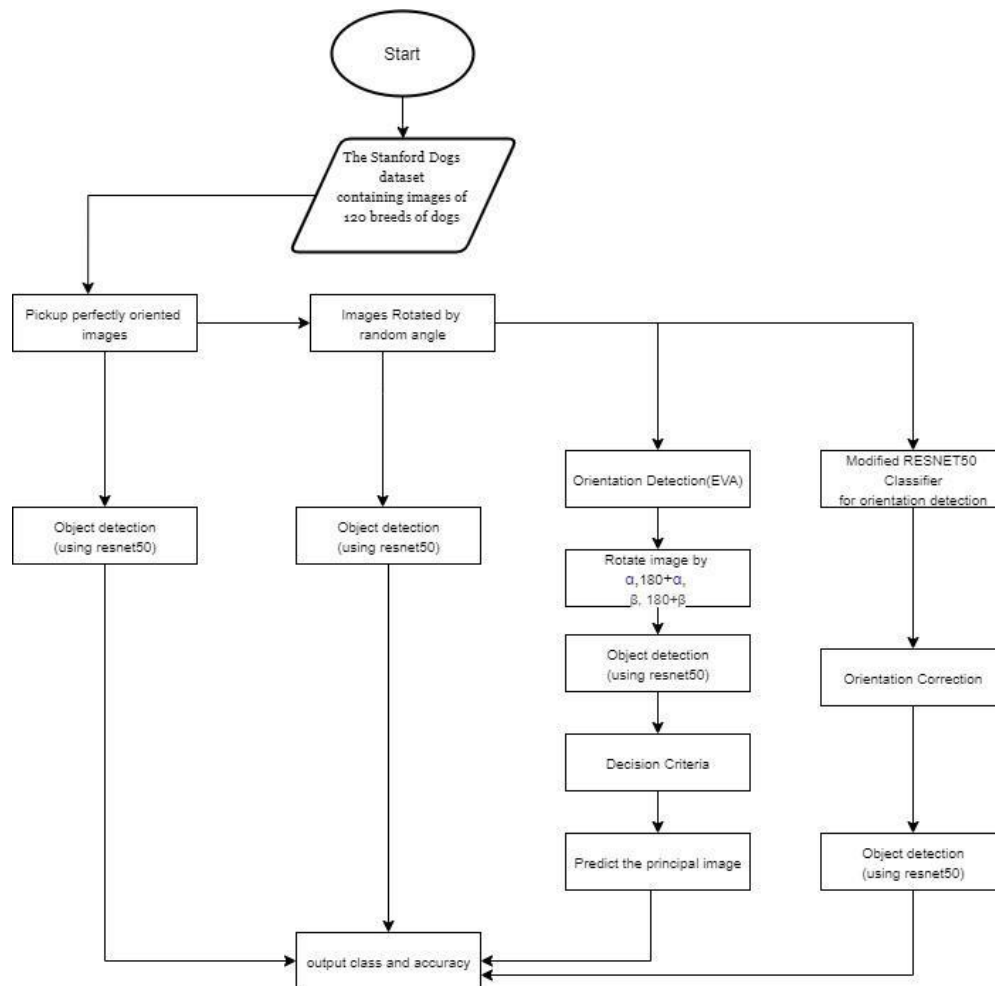 Start
The Stanford Dogs
dataset
containing images of
120 breeds of dogs
Pickup perfectly oriented
images
Images Rotated by
random angle
Orientation Detection(EVA)
Modified RESNET50
Classifier
for orientation detection
Object detection
(using resnet50)
Object detection
(using resnet50)
Rotate image by
α,180+α,
β, 180+β
Object detection
(using resnet50)
Orientation Correction
Decision Criteria
Predict the principal image
Object detection
(using resnet50)
output class and accuracy